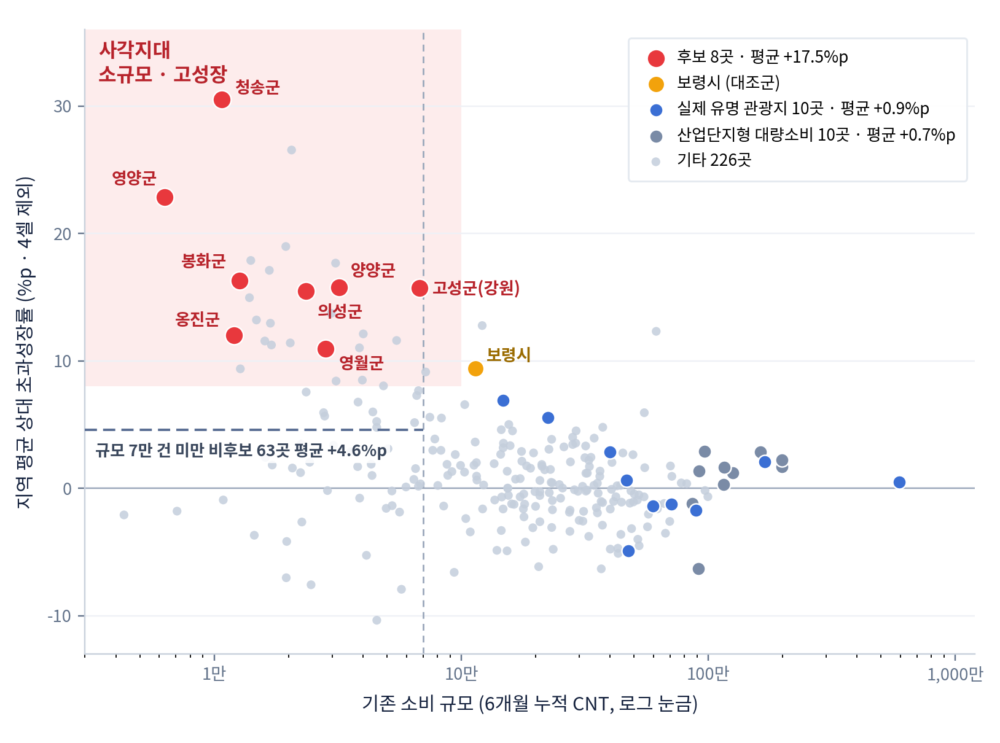 사각지대
소규모 · 고성장
청송군
영양군
봉화군
양양군
고성군(강원)
의성군
옹진군
영월군
보령시
규모 7만 건 미만 비후보 63곳 평균 +4.6%p
후보 8곳 · 평균 +17.5%p
보령시 (대조군)
실제 유명 관광지 10곳 · 평균 +0.9%p
산업단지형 대량소비 10곳 · 평균 +0.7%p
기타 226곳
지역 평균 상대 초과성장률 (%p · 4셀 제외)
30
20
10
0
-10
1만
10만
100만
1,000만
기존 소비 규모 (6개월 누적 CNT, 로그 눈금)